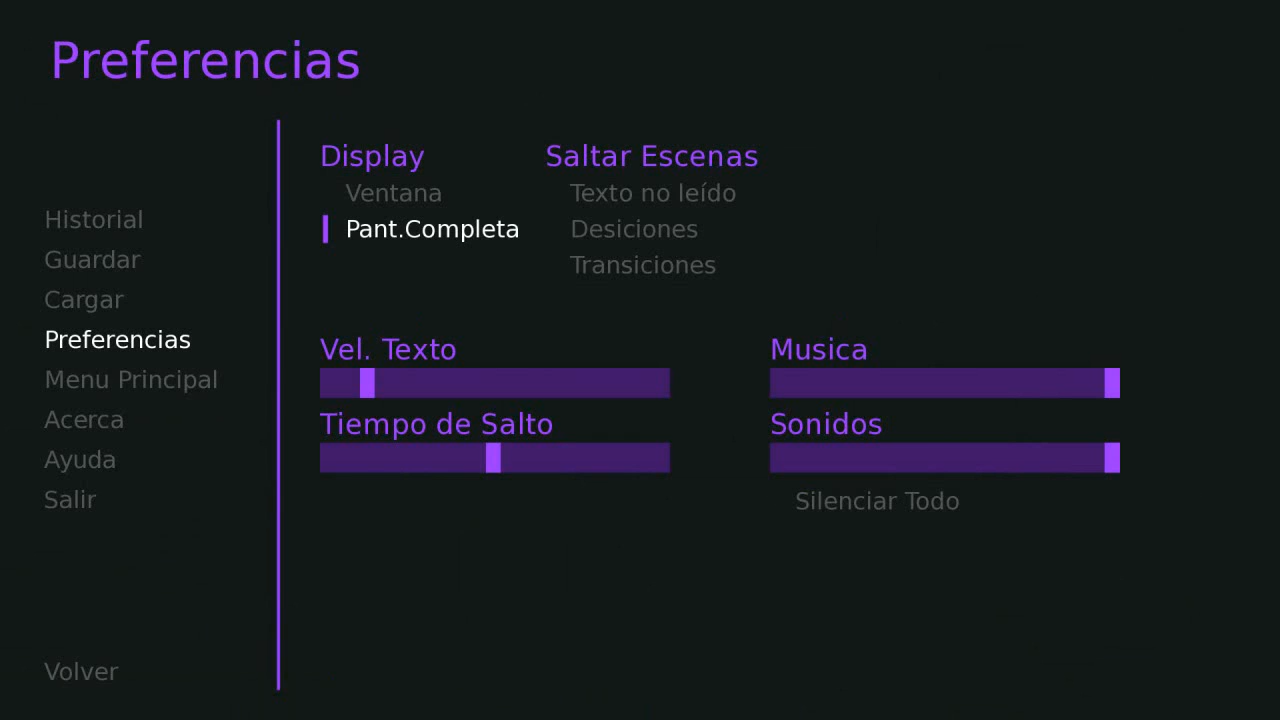 Preferencias
Historial
Guardar
Cargar
Preferencias
Menu Principal
Acerca
Ayuda
Salir
Volver
Display
Ventana
Pant.Completa
Saltar Escenas
Texto no leído
Desiciones
Transiciones
Vel. Texto
Tiempo de Salto
Musica
Sonidos
Silenciar Todo